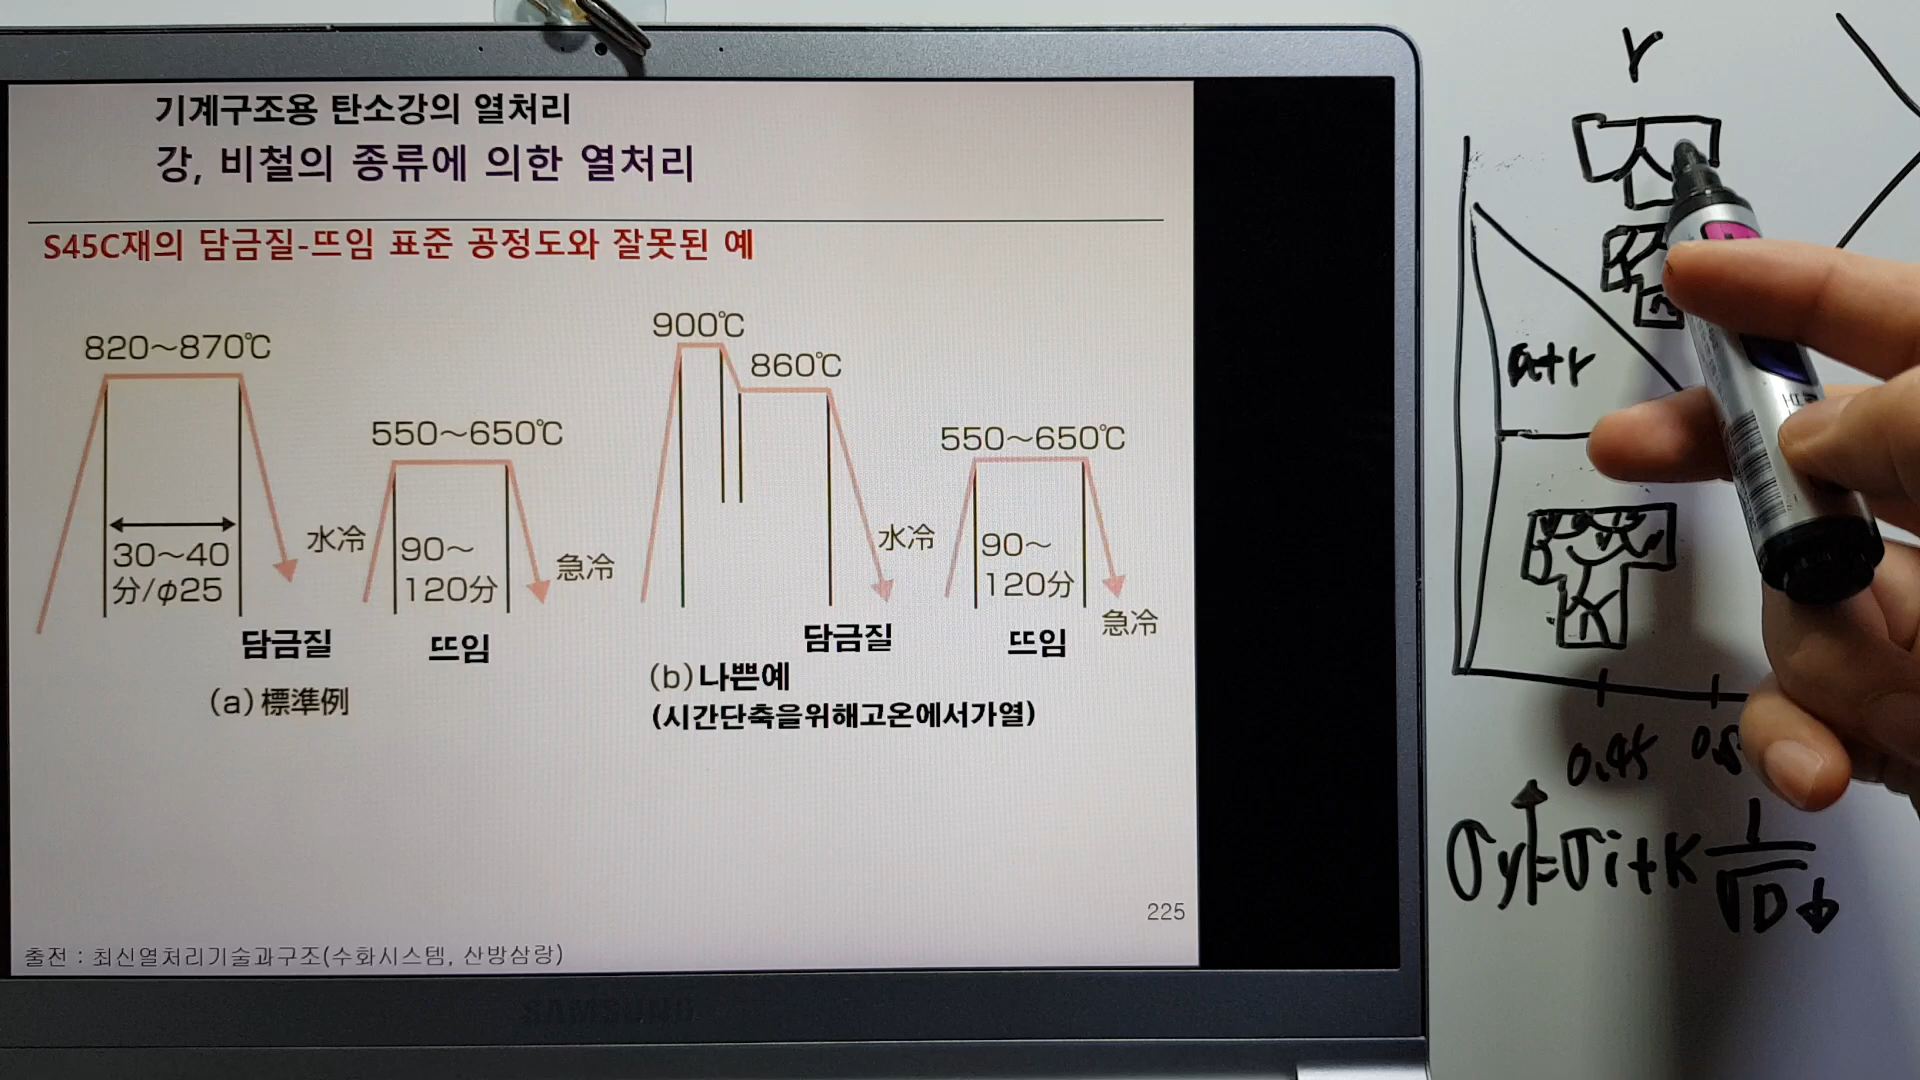 기계구조용 탄소강의 열처리
강, 비철의 종류에 의한 열처리
S45C재의 담금질-뜨임 표준 공정도와 잘못된 예
820～870℃
30～40
分/φ25
水冷
담금질
550～650℃
90～
120分
急冷
뜨임
(a)標準例
900℃
860℃
水冷
담금질
550～650℃
90～
120分
急冷
뜨임
(b)나쁜예
(시간단축을위해고온에서가열)
225
출전 : 최신열처리기술과구조(수화시스템, 산방삼랑)
SAMSUNG
r
α+r
0.45
σy=σi+K 1/√D